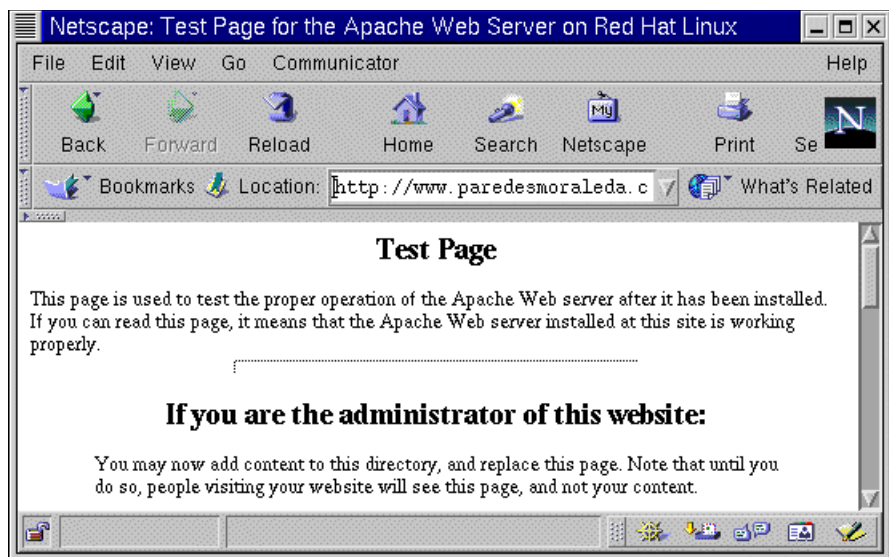 Netscape: Test Page for the Apache Web Server on Red Hat Linux
File Edit View Go Communicator Help
My N
Back Forward Reload Home Search Netscape Print Se
Bookmarks Location: http://www.paredesmoraleda.c What's Related
Test Page
This page is used to test the proper operation of the Apache Web server after it has been installed.
If you can read this page, it means that the Apache Web server installed at this site is working
properly.
If you are the administrator of this website:
You may now add content to this directory, and replace this page. Note that until you
do so, people visiting your website will see this page, and not your content.